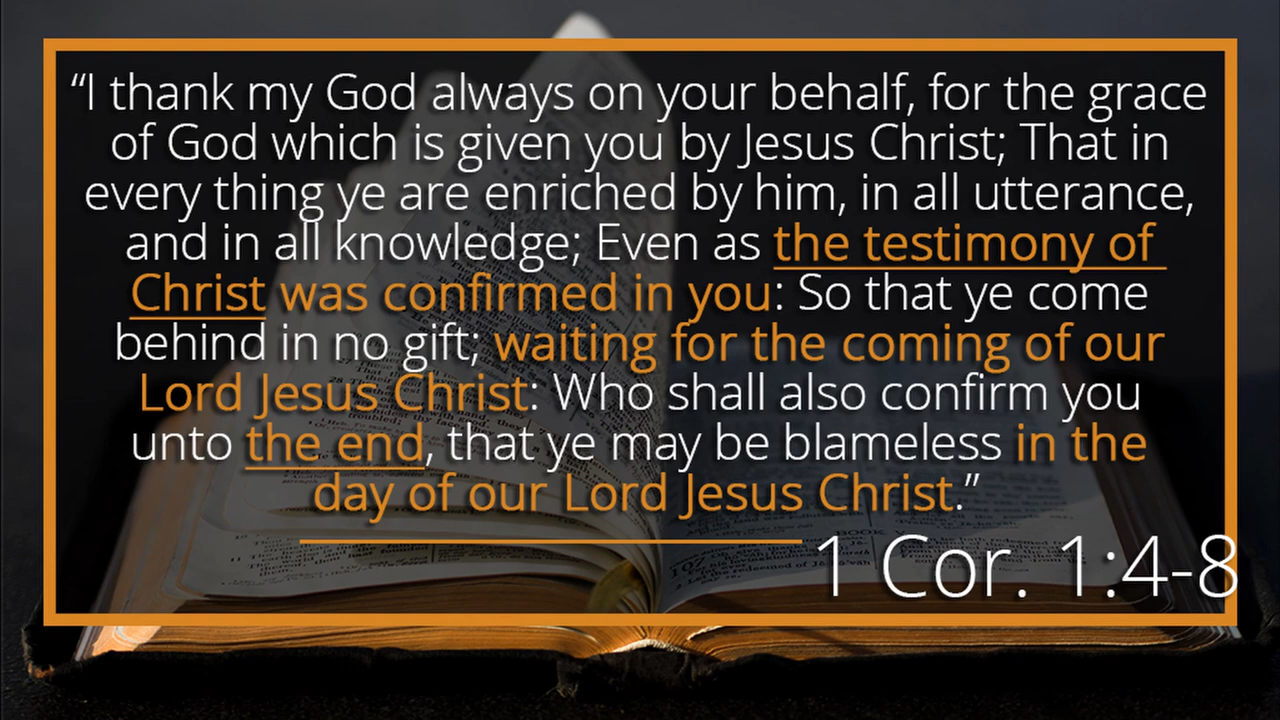 “I thank my God always on your behalf, for the grace
of God which is given you by Jesus Christ; That in
every thing ye are enriched by him, in all utterance,
and in all knowledge; Even as the testimony of
Christ was confirmed in you: So that ye come
behind in no gift; waiting for the coming of our
Lord Jesus Christ: Who shall also confirm you
unto the end, that ye may be blameless in the
day of our Lord Jesus Christ.”
1 Cor. 1:4-8